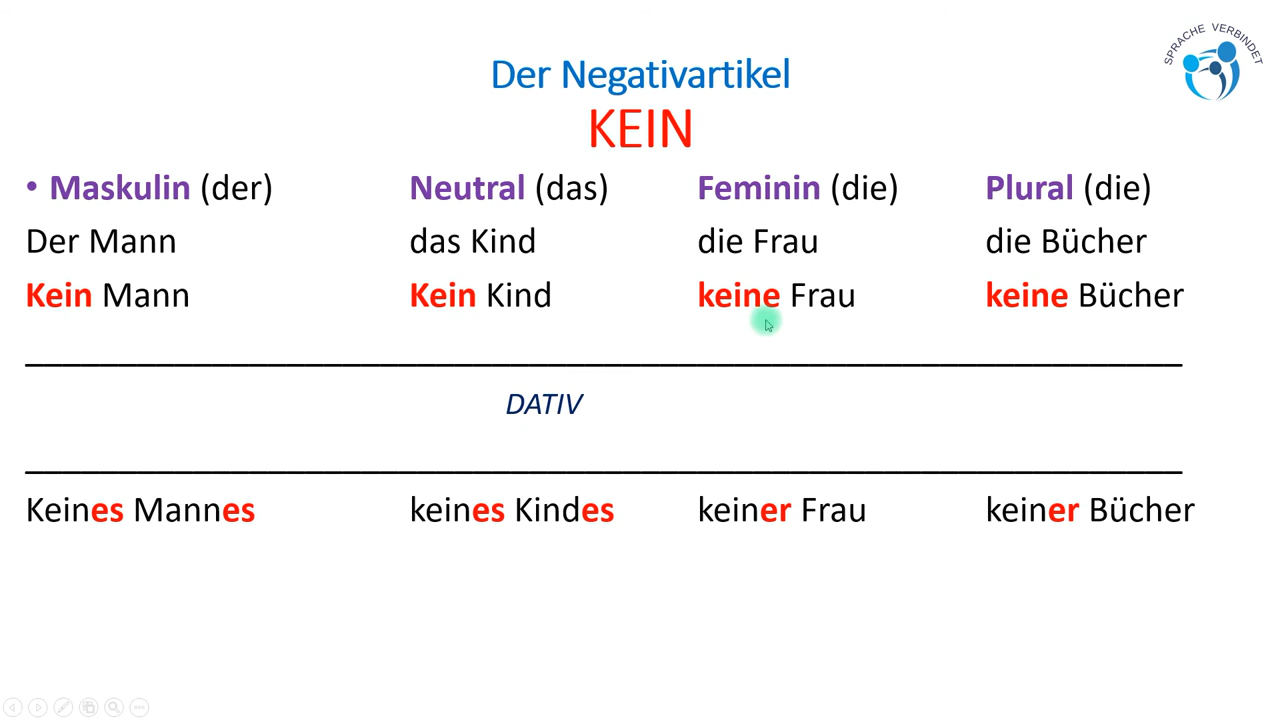 SPRACHE VERBINDET
Der Negativartikel
KEIN
• Maskulin (der) Neutral (das) Feminin (die) Plural (die)
Der Mann das Kind die Frau die Bücher
Kein Mann Kein Kind keine Frau keine Bücher
DATIV
Keines Mannes keines Kindes keiner Frau keiner Bücher